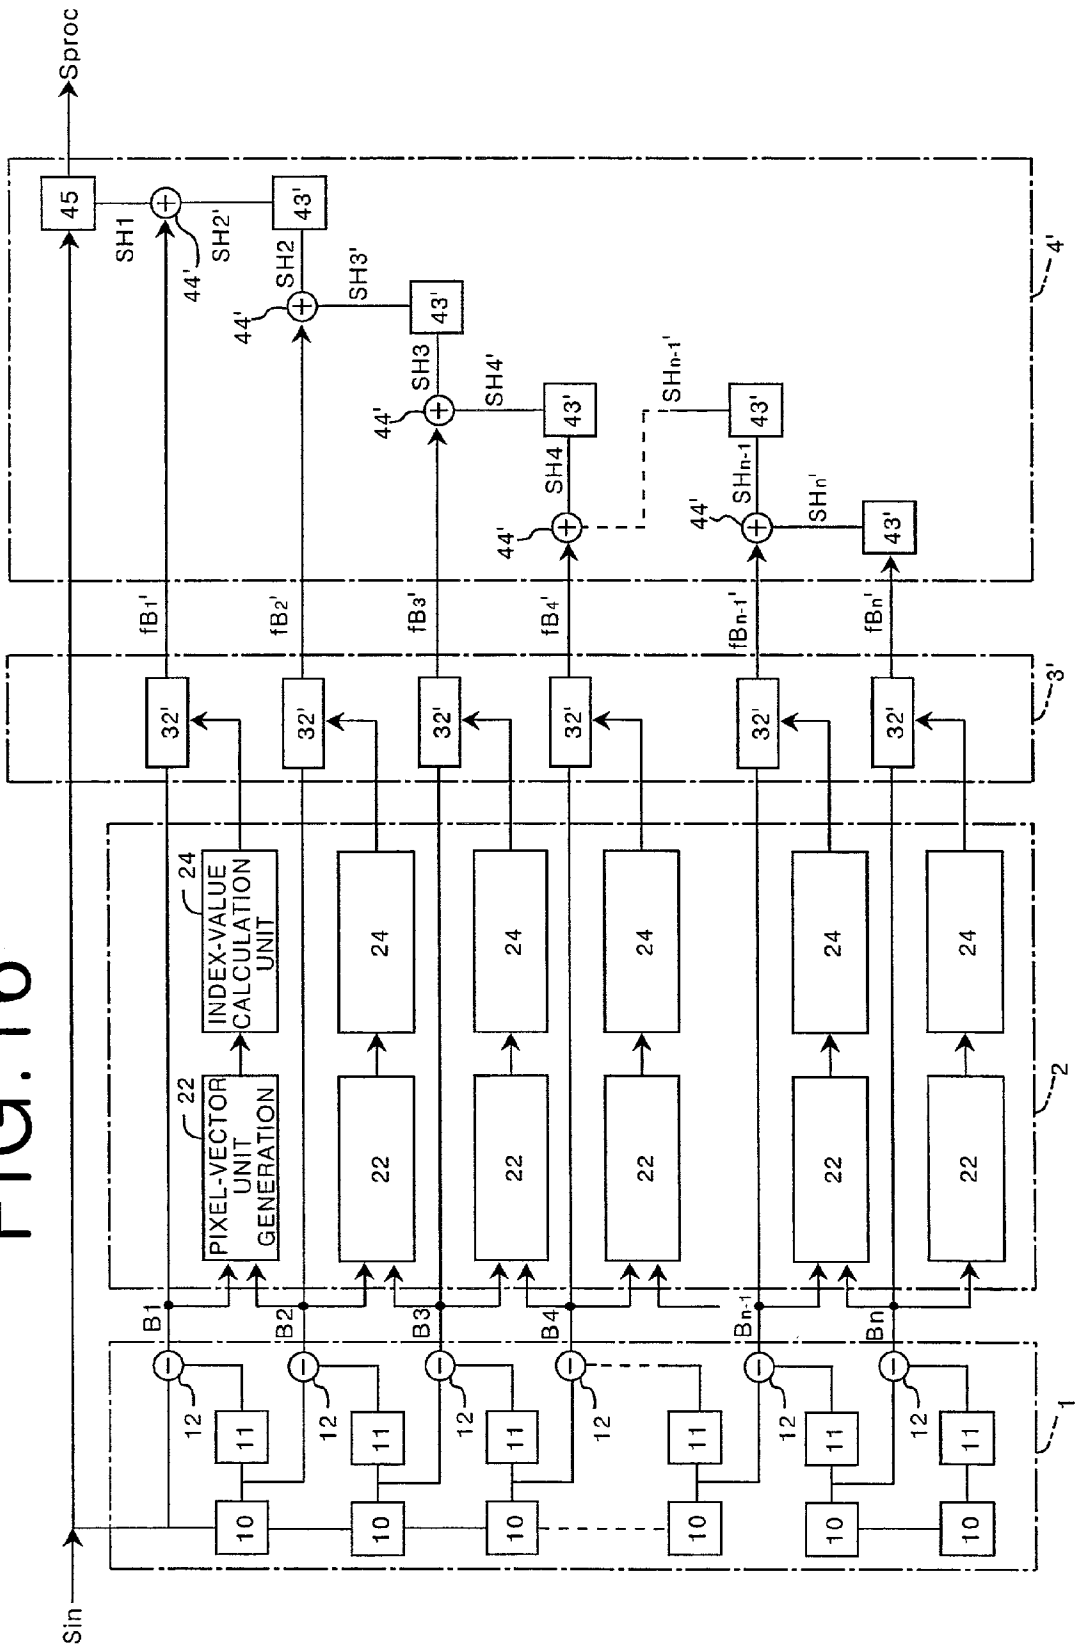 Sin
Sproc
45
SH1
B1
12
22
PIXEL-VECTOR
UNIT
GENERATION
24
INDEX-VALUE
CALCULATION
UNIT
32'
fB1'
44'
SH2'
10
11
B2
12
22
24
32'
fB2'
44'
SH2
43'
SH3'
10
11
B3
12
22
24
32'
fB3'
44'
SH3
43'
SH4'
10
11
B4
12
22
24
32'
fB4'
44'
SH4
43'
SHn-1'
10
11
Bn-1
12
22
24
32'
fBn-1'
44'
SHn-1
43'
SHn'
10
11
Bn
12
22
24
32'
fBn'
43'
10
11
1
2
3'
4'